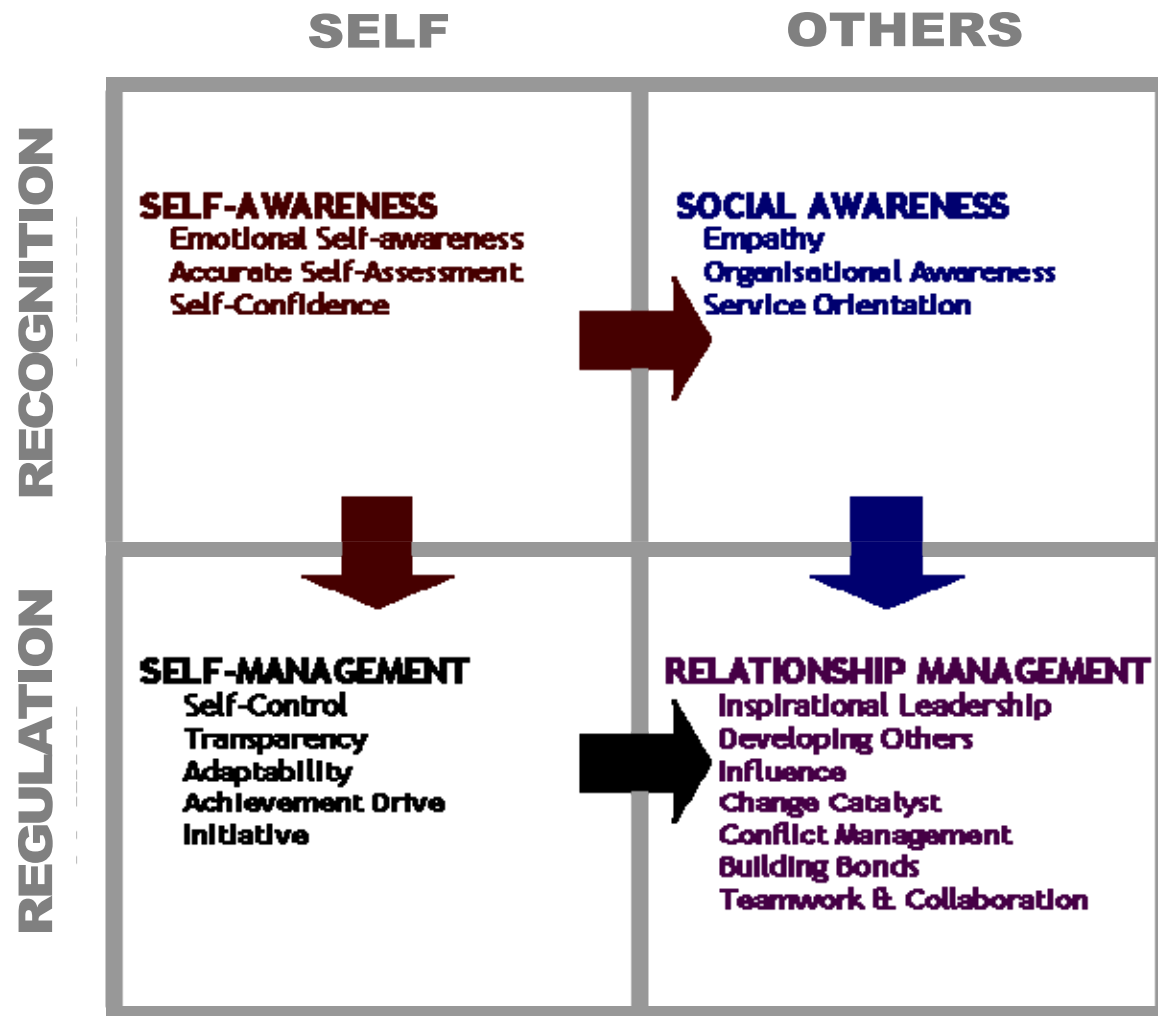 SELF
OTHERS
RECOGNITION
SELF-AWARENESS
Emotional Self-awareness
Accurate Self-Assessment
Self-Confidence
SOCIAL AWARENESS
Empathy
Organisational Awareness
Service Orientation
REGULATION
SELF-MANAGEMENT
Self-Control
Transparency
Adaptability
Achievement Drive
Initiative
RELATIONSHIP MANAGEMENT
Inspirational Leadership
Developing Others
Influence
Change Catalyst
Conflict Management
Building Bonds
Teamwork & Collaboration